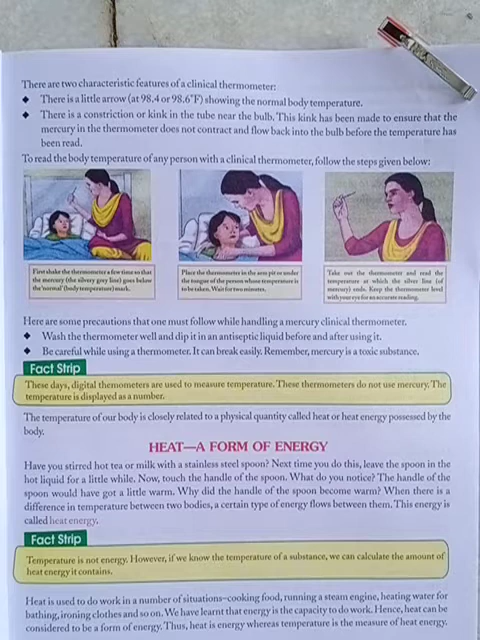 There are two characteristic features of a clinical thermometer:
◆ There is a little arrow (at 98.4 or 98.6°F) showing the normal body temperature.
◆ There is a constriction or kink in the tube near the bulb. This kink has been made to ensure that the
mercury in the thermometer does not contract and flow back into the bulb before the temperature has
been read.
To read the body temperature of any person with a clinical thermometer, follow the steps given below:
First shake the thermometer a few time so that
the mercury (the silvery grey line) goes below
the 'normal' (body temperature) mark.
Place the thermometer in the arm pit or under
the tongue of the person whose temperature is
to be taken. Wait for two minutes.
Take out the thermometer and read the
temperature at which the silver line (of
mercury) ends. Keep the thermometer level
with your eye for an accurate reading.
Here are some precautions that one must follow while handling a mercury clinical thermometer.
◆ Wash the thermometer well and dip it in an antiseptic liquid before and after using it.
◆ Be careful while using a thermometer. It can break easily. Remember, mercury is a toxic substance.
Fact Strip
These days, digital themometers are used to measure temperature. These thermometers do not use mercury. The
temperature is displayed as a number.
The temperature of our body is closely related to a physical quantity called heat or heat energy possessed by the
body.
HEAT—A FORM OF ENERGY
Have you stirred hot tea or milk with a stainless steel spoon? Next time you do this, leave the spoon in the
hot liquid for a little while. Now, touch the handle of the spoon. What do you notice? The handle of the
spoon would have got a little warm. Why did the handle of the spoon become warm? When there is a
difference in temperature between two bodies, a certain type of energy flows between them. This energy is
called heat energy.
Fact Strip
Temperature is not energy. However, if we know the temperature of a substance, we can calculate the amount of
heat energy it contains.
Heat is used to do work in a number of situations–cooking food, running a steam engine, heating water for
bathing, ironing clothes and so on. We have learnt that energy is the capacity to do work. Hence, heat can be
considered to be a form of energy. Thus, heat is energy whereas temperature is the measure of heat energy.